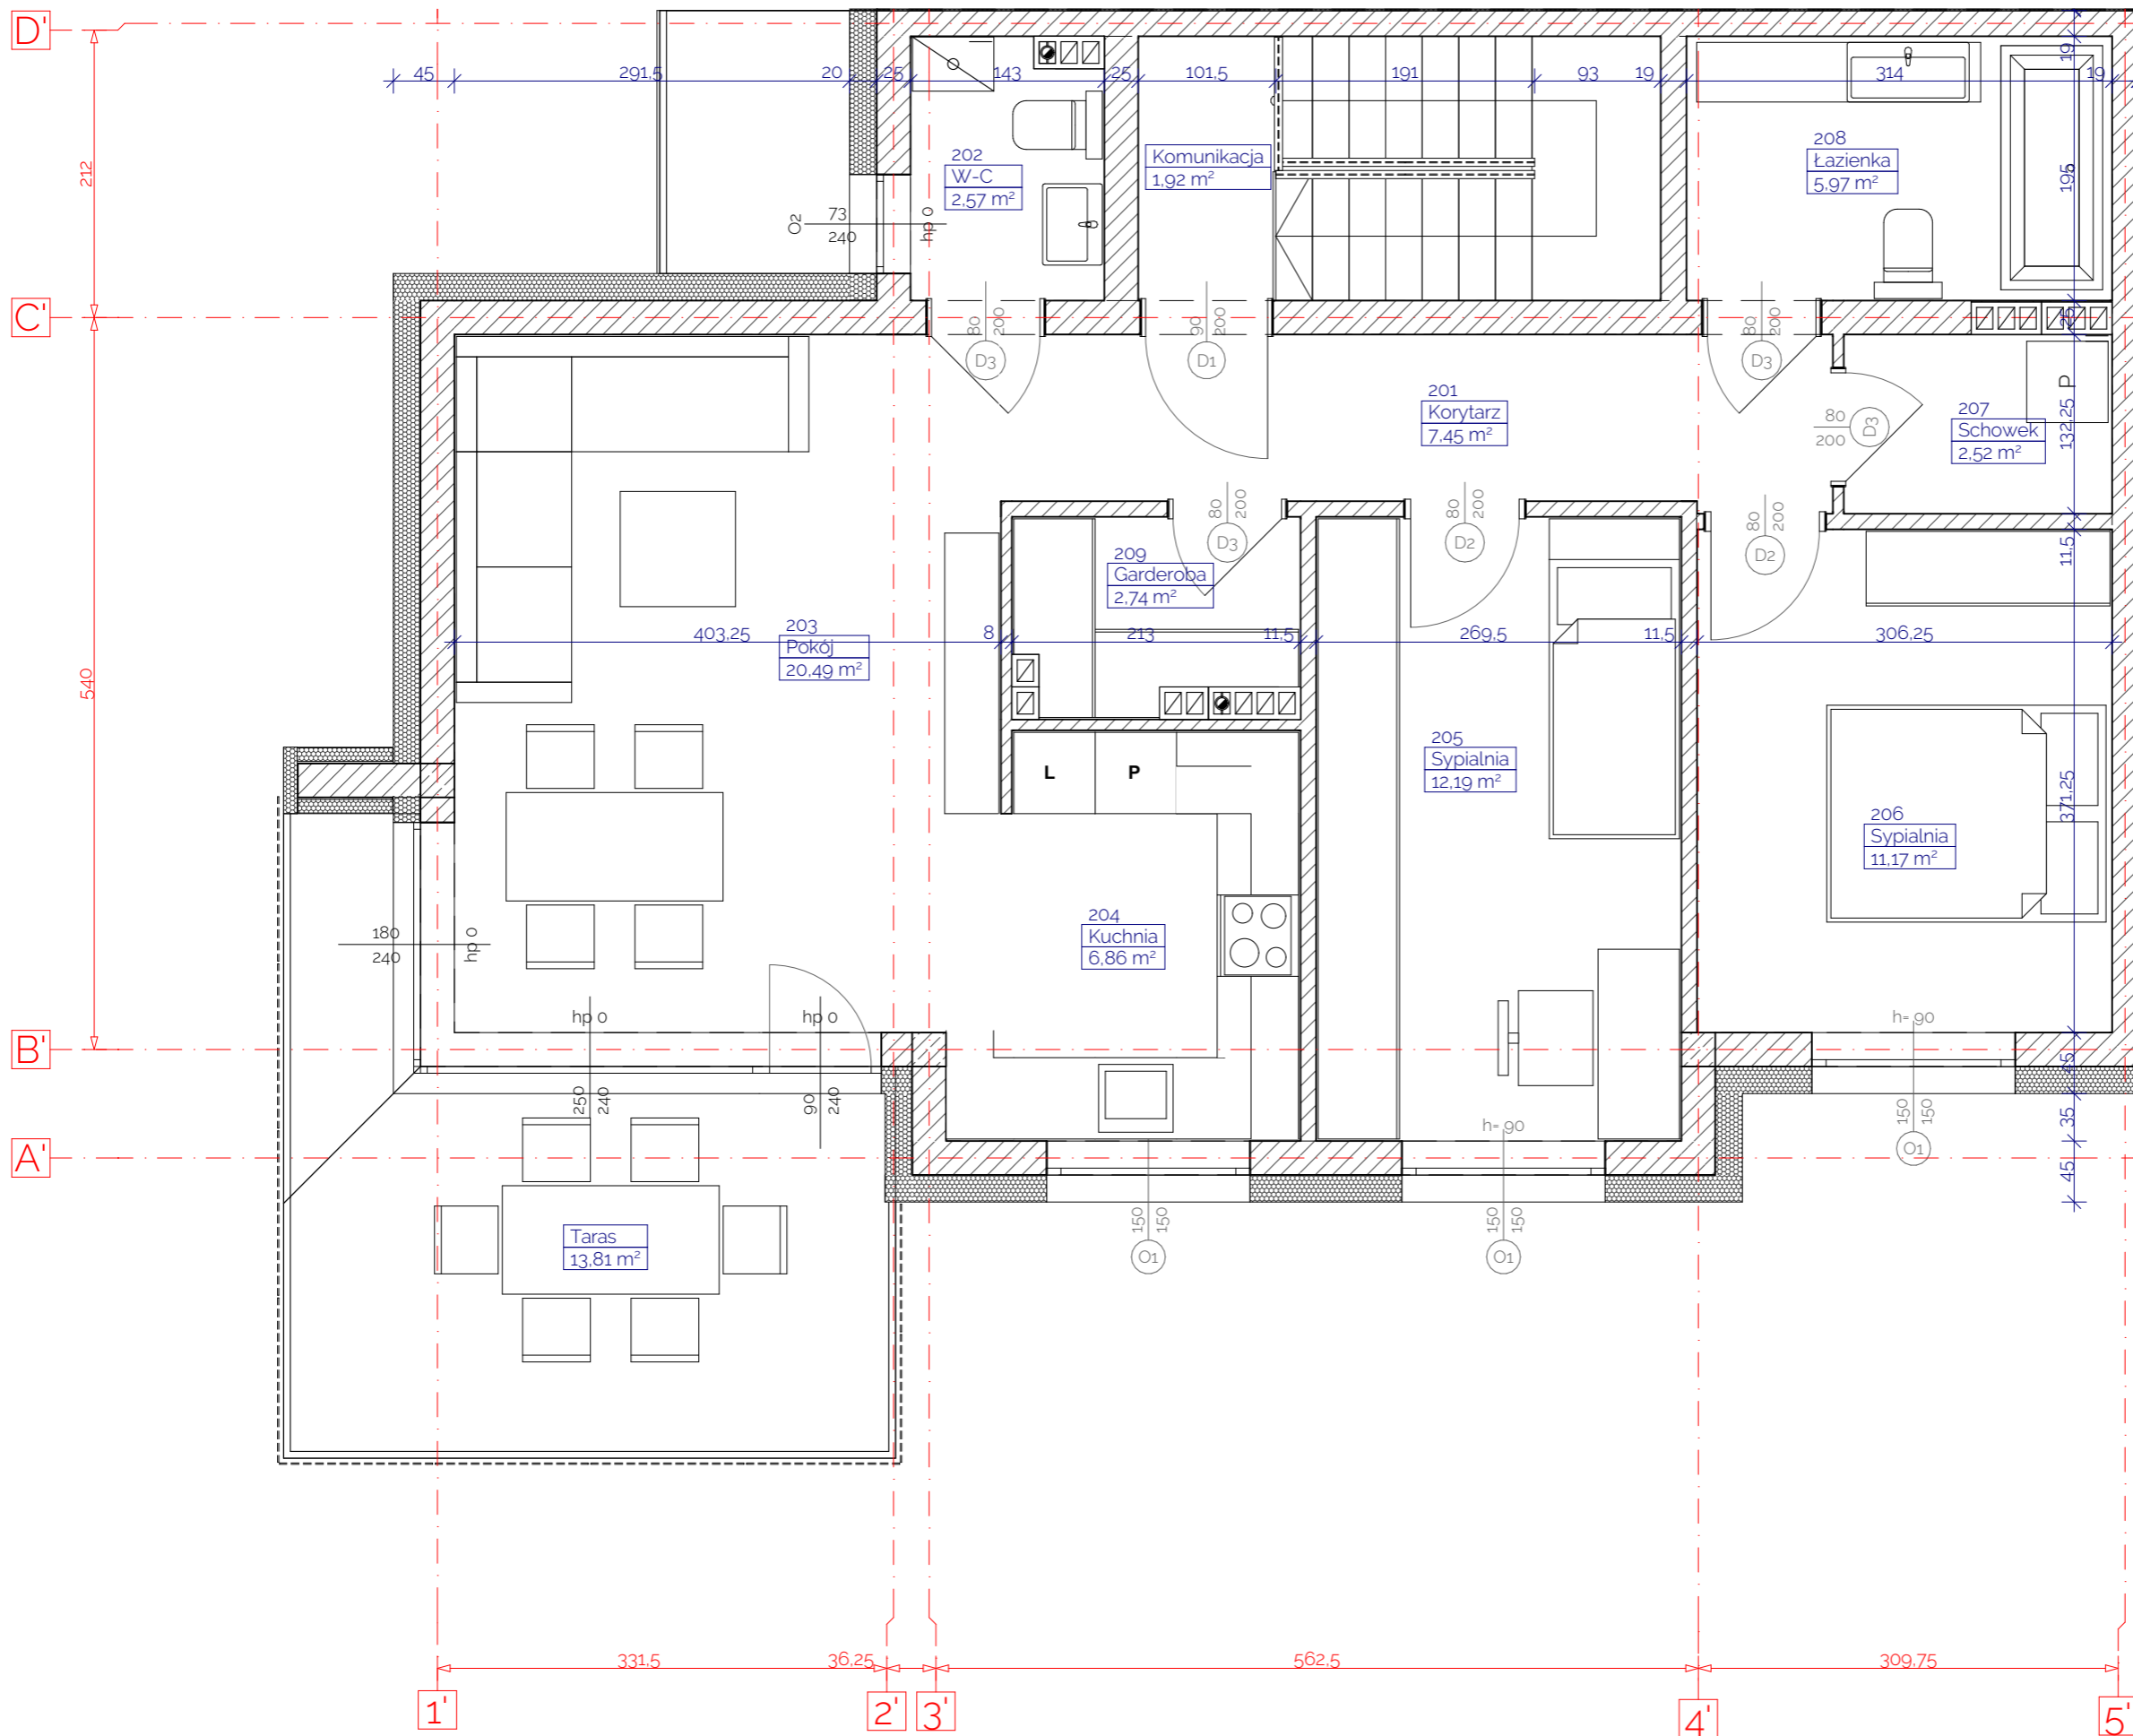 D'
45
291,5
20
25
143
25
101,5
191
93
19
314
19
19
212
202
W-C
2,57 m²
Komunikacja
1,92 m²
208
Łazienka
5,97 m²
195
O2
73
240
hp 0
C'
80
200
D3
90
200
D1
80
200
D3
25
201
Korytarz
7,45 m²
80
200
D3
207
Schowek
2,52 m²
P
132,25
80
200
D3
80
200
D2
80
200
D2
11,5
209
Garderoba
2,74 m²
540
403,25
203
Pokój
20,49 m²
8
213
11,5
269,5
11,5
306,25
L
P
205
Sypialnia
12,19 m²
371,25
206
Sypialnia
11,17 m²
204
Kuchnia
6,86 m²
180
240
hp 0
hp 0
hp 0
h= 90
B'
45
250
240
90
240
35
150
150
O1
h= 90
A'
45
150
150
O1
150
150
O1
Taras
13,81 m²
331,5
36,25
562,5
309,75
1'
2'
3'
4'
5'